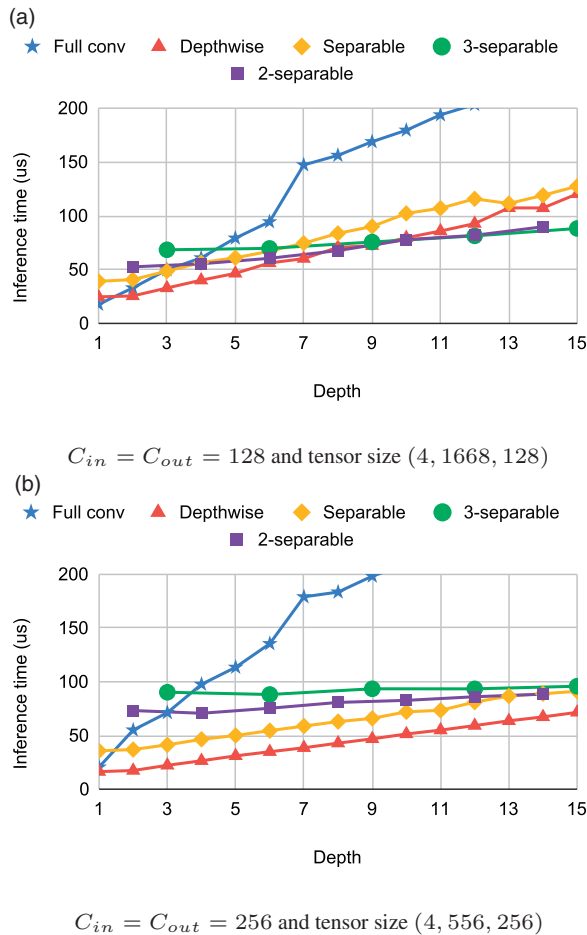 (a)
Full conv Depthwise Separable 3-separable
2-separable
200
150
100
50
0
Inference time (us)
1 3 5 7 9 11 13 15
Depth
C_{in} = C_{out} = 128 and tensor size (4, 1668, 128)
(b)
Full conv Depthwise Separable 3-separable
2-separable
200
150
100
50
0
Inference time (us)
1 3 5 7 9 11 13 15
Depth
C_{in} = C_{out} = 256 and tensor size (4, 556, 256)